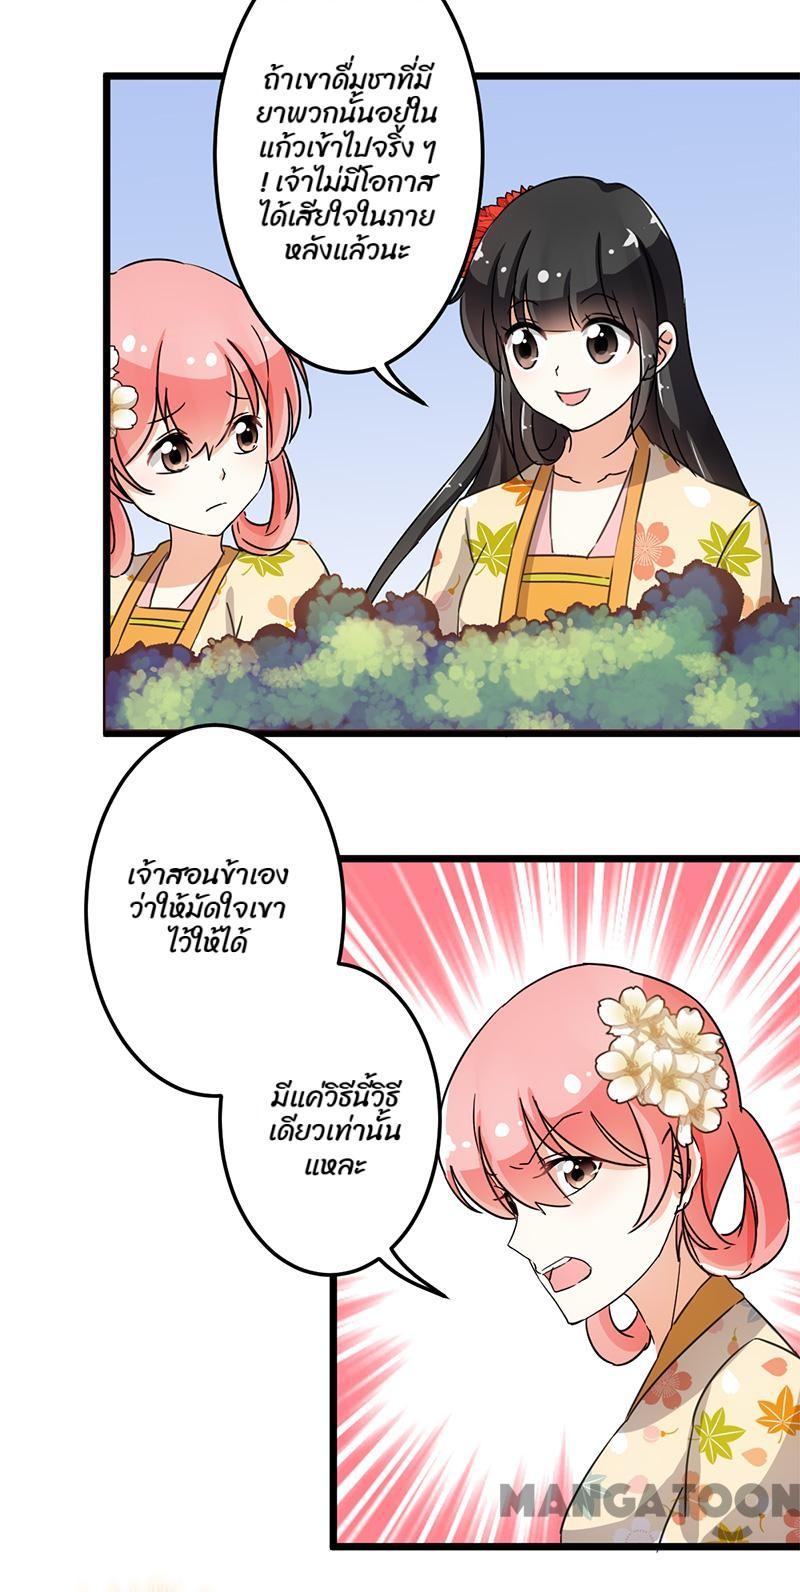 ถ้าเขาดื่มชาที่มี
ยาพวกนั้นอยู่ใน
แก้วเข้าไปจริง ๆ
! เจ้าไม่มีโอกาส
ได้เสียใจในภาย
หลังแล้วนะ
เจ้าสอนข้าเอง
ว่าให้มัดใจเขา
ไว้ให้ได้
มีแค่วิธีนี้วิธี
เดียวเท่านั้น
แหละ
MANGATOON